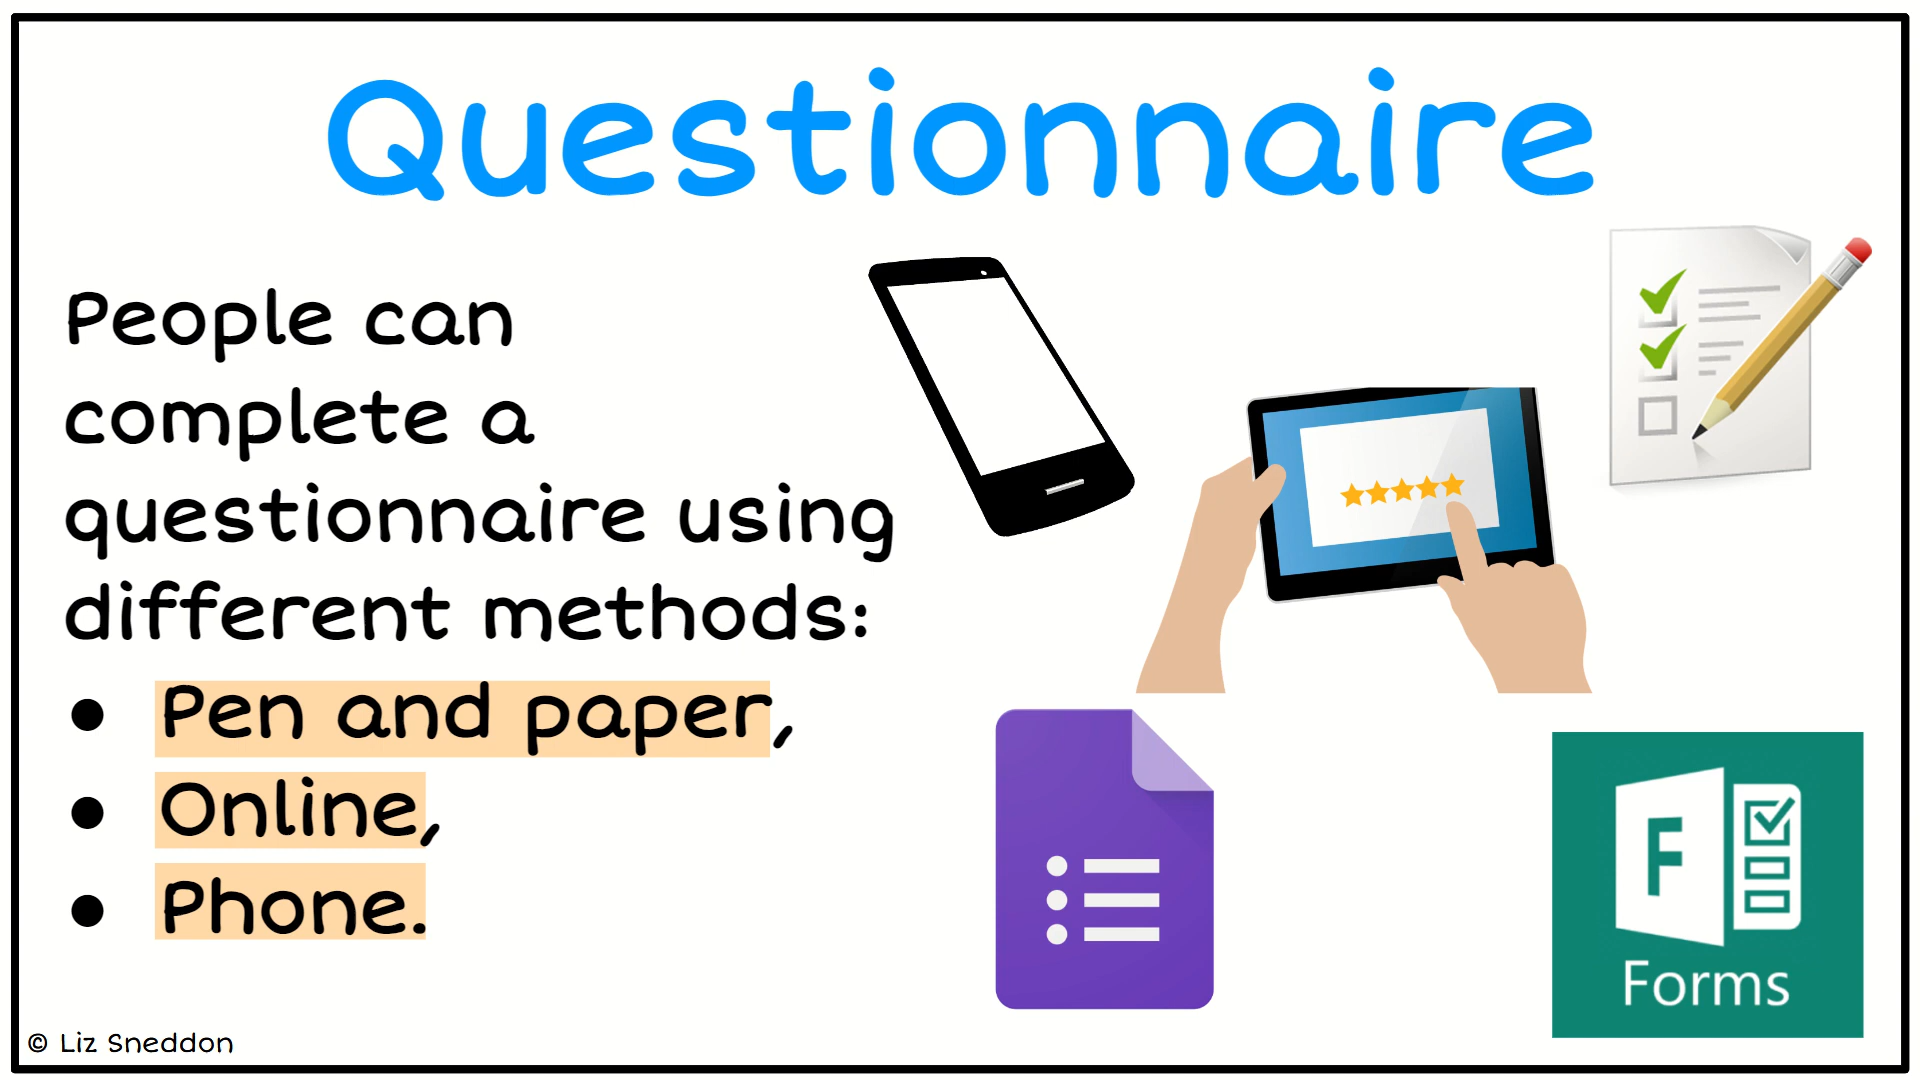 Questionnaire
People can
complete a
questionnaire using
different methods:
● Pen and paper,
● Online,
● Phone.
F
Forms
© Liz Sneddon